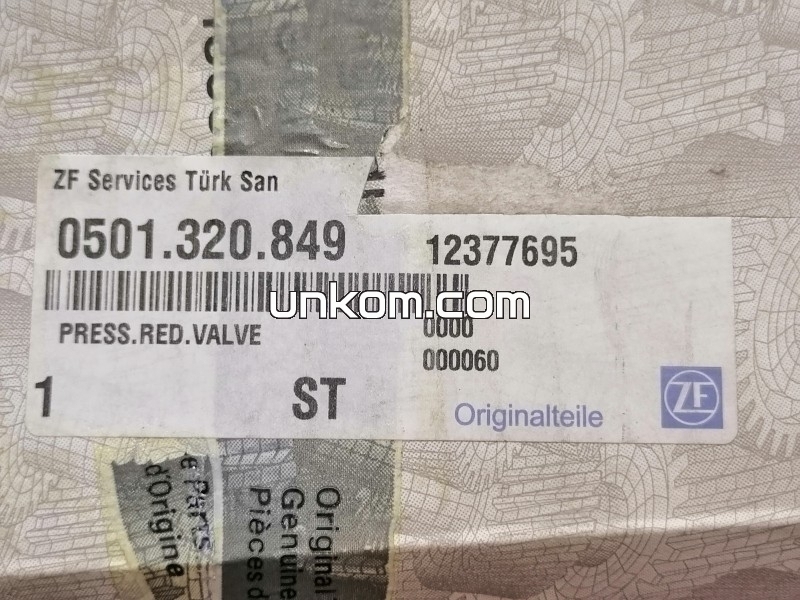 ZF Services Türk San
0501.320.849
12377695
unkom.com
PRESS.RED.VALVE
0000
000060
1
ST
Originalteile
ZF
e Parts
d'Origine
Original
Genuine
Pièces d